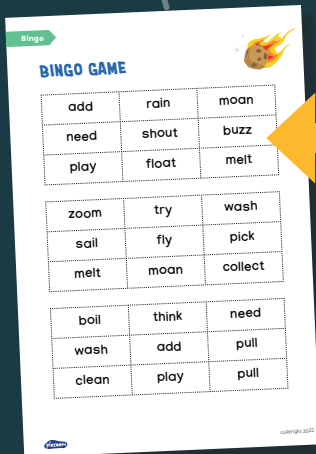 Bingo
BINGO GAME
add rain moan
need shout buzz
play float melt
zoom try wash
sail fly pick
melt moan collect
boil think need
wash add pull
clean play pull
copyright 2022